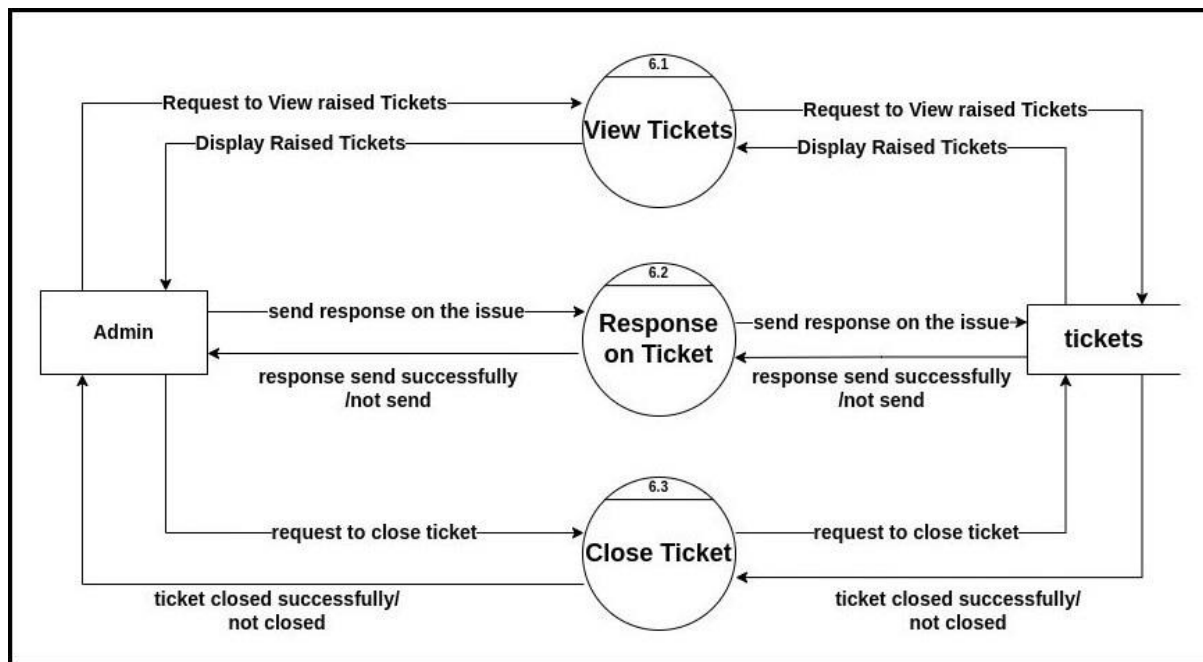 6.1
Request to View raised Tickets
View Tickets
Request to View raised Tickets
Display Raised Tickets
Display Raised Tickets
6.2
Admin
send response on the issue
Response
on Ticket
send response on the issue
tickets
response send successfully
/not send
response send successfully
/not send
6.3
request to close ticket
Close Ticket
request to close ticket
ticket closed successfully/
not closed
ticket closed successfully/
not closed